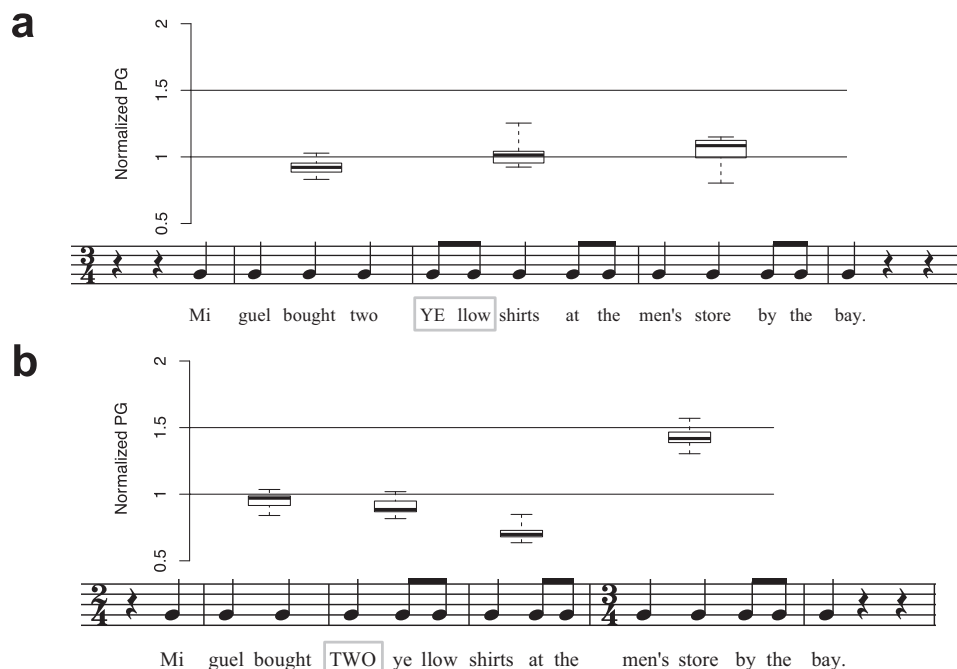 a
Normalized PG
2
1.5
1
0.5
3
4
Mi guel bought two YE llow shirts at the men's store by the bay.
b
Normalized PG
2
1.5
1
0.5
2
4
3
4
Mi guel bought TWO ye llow shirts at the men's store by the bay.